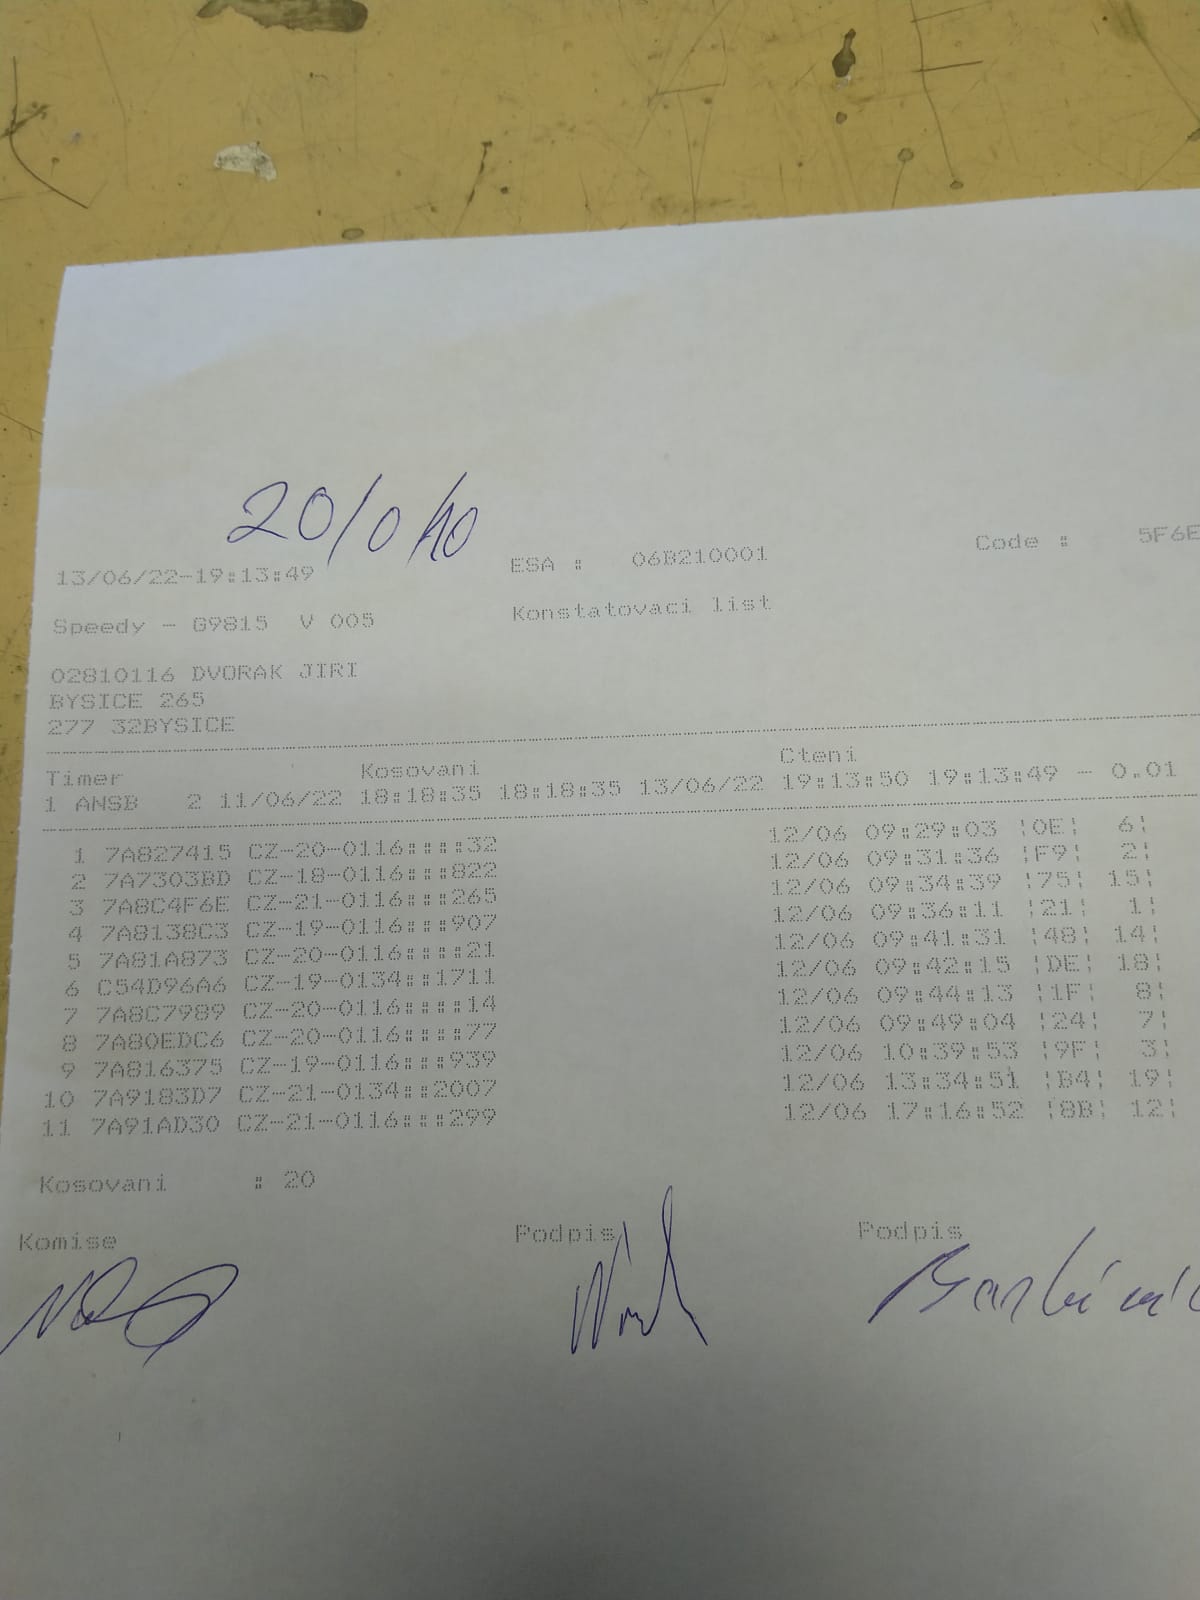 20/0/10
Code : 5F6E
13/06/22-19:13:49 ESA : 06B210001
Speedy - G9815 V 005 Konstatovaci list
02810116 DVORAK JIRI
BYSICE 265
277 32BYSICE
Timer Kosovani Cteni
1 ANSB 2 11/06/22 18:18:35 18:18:35 13/06/22 19:13:50 19:13:49 - 0.01
1 7A827415 CZ-20-0116::::32 12/06 09:29:03 ¦0E¦ 6¦
2 7A7303BD CZ-18-0116:::822 12/06 09:31:36 ¦F9¦ 2¦
3 7A8C4F6E CZ-21-0116:::265 12/06 09:34:39 ¦75¦ 15¦
4 7A8138C3 CZ-19-0116:::907 12/06 09:36:11 ¦21¦ 1¦
5 7A81A873 CZ-20-0116::::21 12/06 09:41:31 ¦48¦ 14¦
6 C54D96A6 CZ-19-0134::1711 12/06 09:42:15 ¦DE¦ 18¦
7 7A8C7989 CZ-20-0116::::14 12/06 09:44:13 ¦1F¦ 8¦
8 7A80EDC6 CZ-20-0116::::77 12/06 09:49:04 ¦24¦ 7¦
9 7A816375 CZ-19-0116:::939 12/06 10:39:53 ¦9F¦ 3¦
10 7A9183D7 CZ-21-0134::2007 12/06 13:34:51 ¦B4¦ 19¦
11 7A91AD30 CZ-21-0116:::299 12/06 17:16:52 ¦8B¦ 12¦
Kosovani : 20
Komise Podpis Podpis